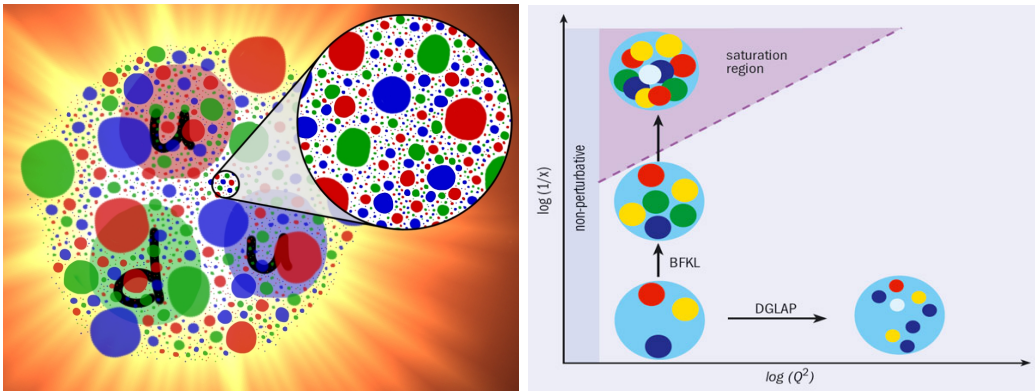 u
d
u
saturation
region
log (1/x)
non-perturbative
BFKL
DGLAP
log (Q²)